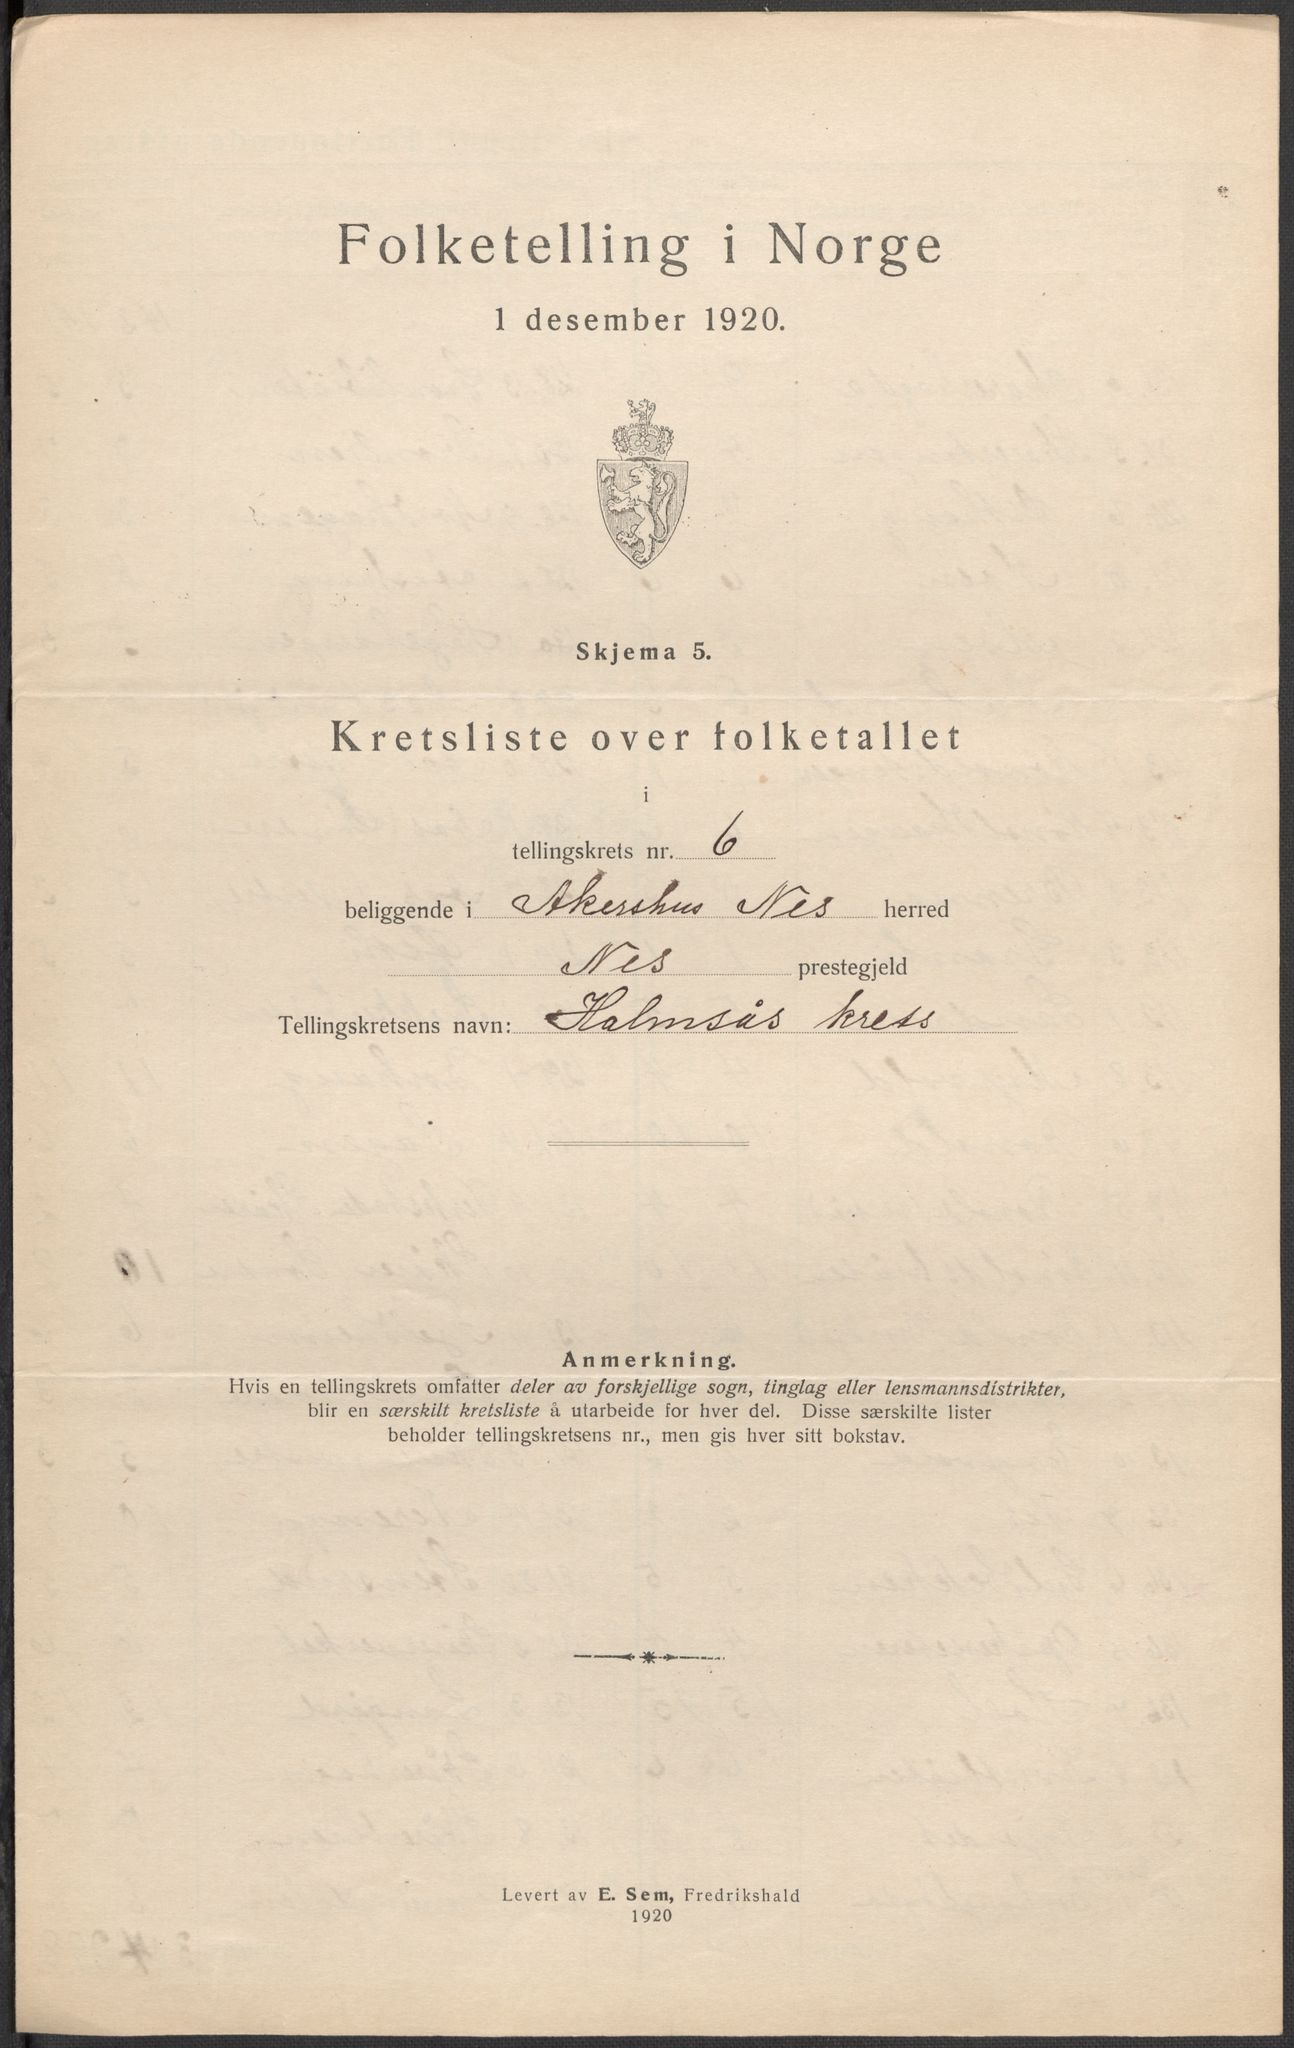 Folketelling i Norge
1 desember 1920.
Skjema 5.
Kretsliste over folketallet
i
tellingskrets nr. 6
beliggende i Akershus Nes herred
Nes prestegjeld
Tellingskretsens navn: Halmsås krets
Anmerkning.
Hvis en tellingskrets omfatter deler av forskjellige sogn, tinglag eller lensmannsdistrikter,
blir en særskilt kretsliste å utarbeide for hver del. Disse særskilte lister
beholder tellingskretsens nr., men gis hver sitt bokstav.
Levert av E. Sem, Fredrikshald
1920